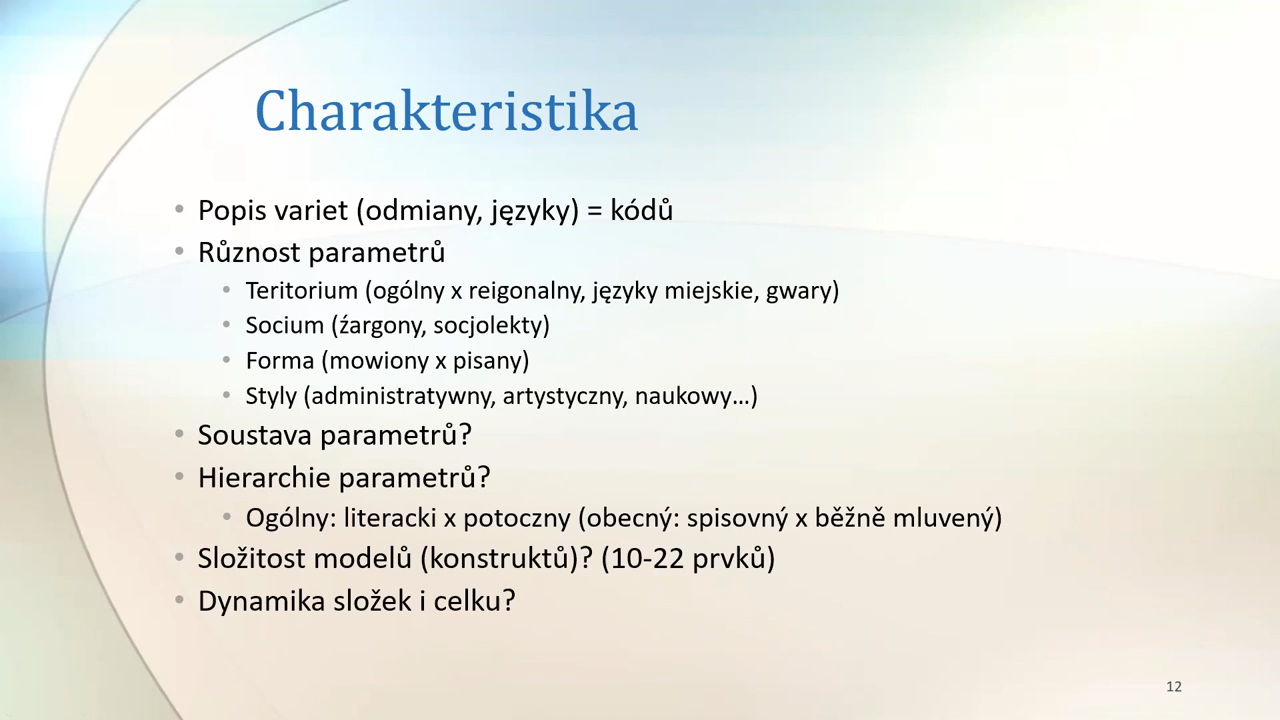 Charakteristika
• Popis variet (odmiany, języky) = kódů
• Různost parametrů
• Teritorium (ogólny x reigonalny, języky miejskie, gwary)
• Socium (źargony, socjolekty)
• Forma (mowiony x pisany)
• Styly (administratywny, artystyczny, naukowy…)
• Soustava parametrů?
• Hierarchie parametrů?
• Ogólny: literacki x potoczny (obecný: spisovný x běžně mluvený)
• Složitost modelů (konstruktů)? (10-22 prvků)
• Dynamika složek i celku?
12